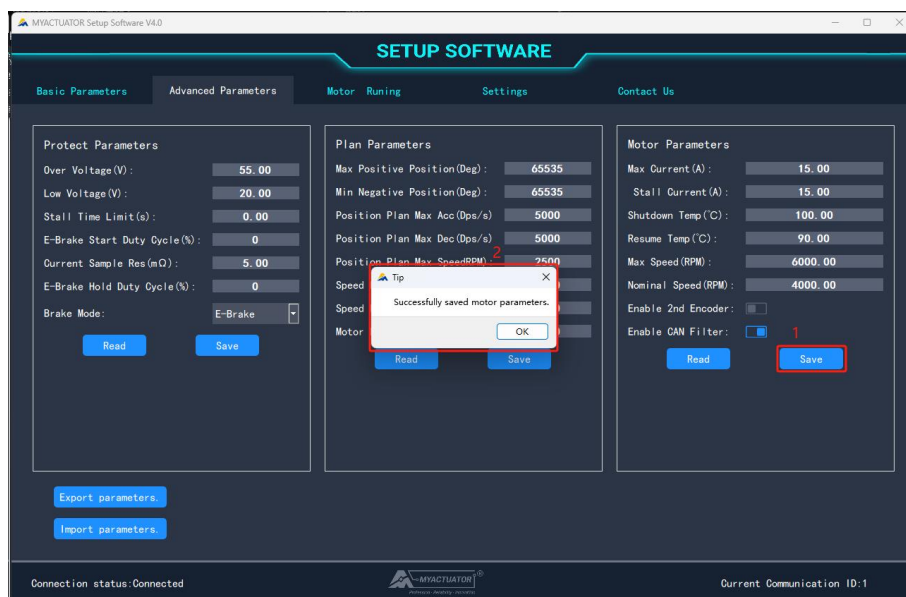 MYACTUATOR Setup Software V4.0
SETUP SOFTWARE
Basic Parameters
Advanced Parameters
Motor Runing
Settings
Contact Us
Protect Parameters
Over Voltage(V): 55.00
Low Voltage(V): 20.00
Stall Time Limit(s): 0.00
E-Brake Start Duty Cycle(%): 0
Current Sample Res(mΩ): 5.00
E-Brake Hold Duty Cycle(%): 0
Brake Mode: E-Brake
Read Save
Plan Parameters
Max Positive Position(Deg): 65535
Min Negative Position(Deg): 65535
Position Plan Max Acc(Dps/s) 5000
Position Plan Max Dec(Dps/s) 5000
Position Plan Max SpeedRPM): 2500
Speed
Speed
Motor
2
Tip
Successfully saved motor parameters.
OK
Read Save
Motor Parameters
Max Current(A): 15.00
Stall Current(A): 15.00
Shutdown Temp(℃): 100.00
Resume Temp(℃): 90.00
Max Speed(RPM): 6000.00
Nominal Speed(RPM): 4000.00
Enable 2nd Encoder:
Enable CAN Filter:
1
Read Save
Export parameters.
Import parameters.
Connection status:Connected
MYACTUATOR®
Current Communication ID:1